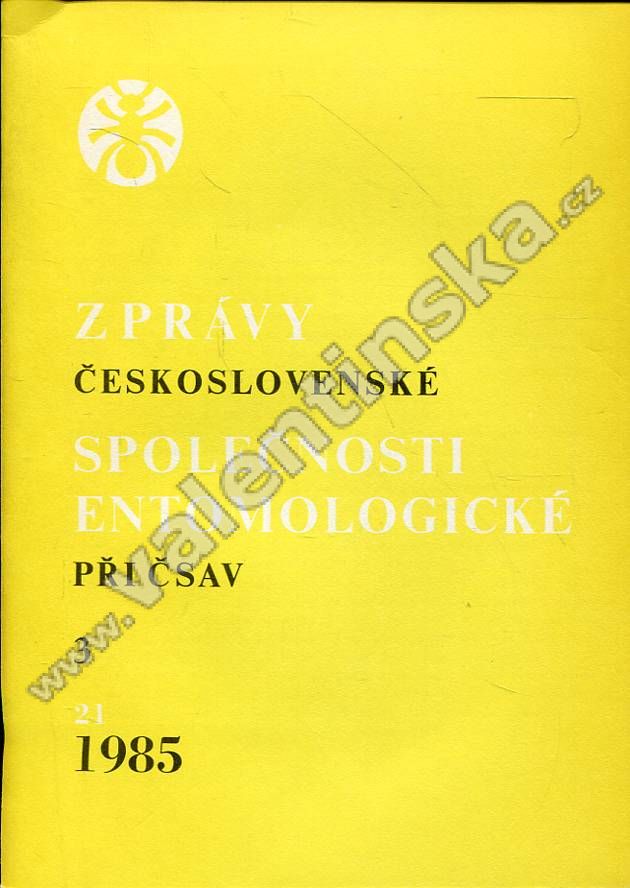 ZPRÁVY
ČESKOSLOVENSKÉ
SPOLEČNOSTI
ENTOMOLOGICKÉ
PŘI ČSAV
3
21
1985
www.valentinska.cz